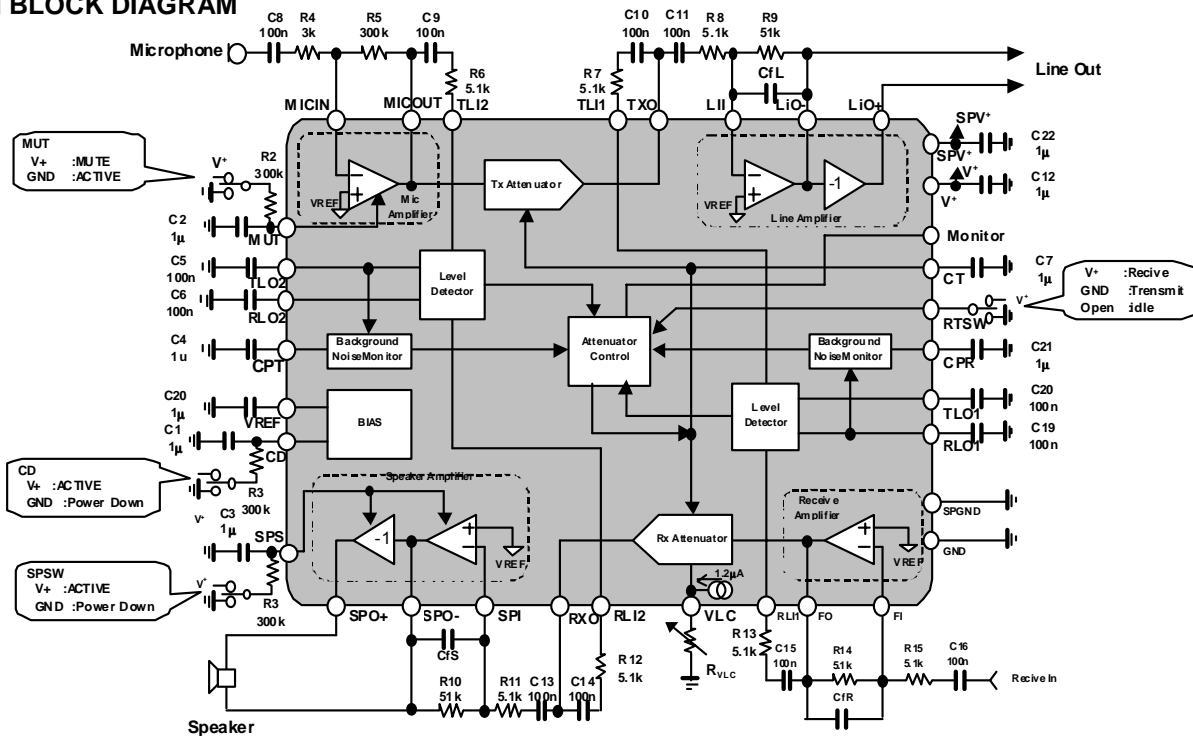 BLOCK DIAGRAM
C8
100n
R4
3k
R5
300k
C9
100n
C10
100n
C11
100n
R8
5.1k
R9
51k
Microphone
R6
5.1k
R7
5.1k
CfL
Line Out
MICIN
MICOUT
TLI2
TLI1
TXO
LII
LiO-
LiO+
MUT
V+ :MUTE
GND :ACTIVE
V+
R2
300k
C2
1µ
MUT
VREF
Mic
Amplifier
Tx Attenuator
VREF
-1
Line Amplifier
SPV+
SPV+
C22
1µ
V+
V+
C12
1µ
Monitor
C5
100n
TLO2
C6
100n
RLO2
Level
Detector
CT
C7
1µ
V+ :Recive
GND :Transmit
Open :idle
V+
RTSW
C4
1u
CPT
Background
NoiseMonitor
Attenuator
Control
Background
NoiseMonitor
CPR
C21
1µ
C20
1µ
VREF
BIAS
C1
1µ
CD
Level
Detector
TLO1
C20
100n
RLO1
C19
100n
CD
V+ :ACTIVE
GND :Power Down
R3
300k
V+
C3
1µ
SPS
Speaker Amplifier
-1
VREF
Rx Attenuator
1.2µA
Receive
Amplifier
VREF
SPGND
GND
SPSW
V+ :ACTIVE
GND :Power Down
V+
R3
300k
SPO+
SPO-
SPI
RXO
RLI2
VLC
RLI1
FO
FI
CfS
R10
51k
R11
5.1k
C13
100n
C14
100n
R12
5.1k
RVLC
R13
5.1k
C15
100n
R14
5.1k
CfR
R15
5.1k
C16
100n
Recive In
Speaker